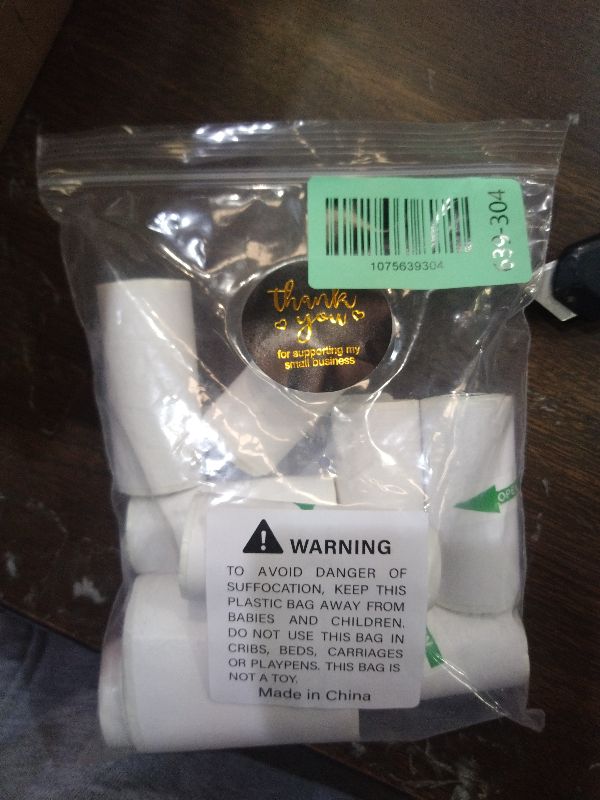 1075639304
639-304
thank
you
for supporting my
small business
OPEN
WARNING
TO AVOID DANGER OF
SUFFOCATION, KEEP THIS
PLASTIC BAG AWAY FROM
BABIES AND CHILDREN.
DO NOT USE THIS BAG IN
CRIBS, BEDS, CARRIAGES
OR PLAYPENS. THIS BAG IS
NOT A TOY.
Made in China